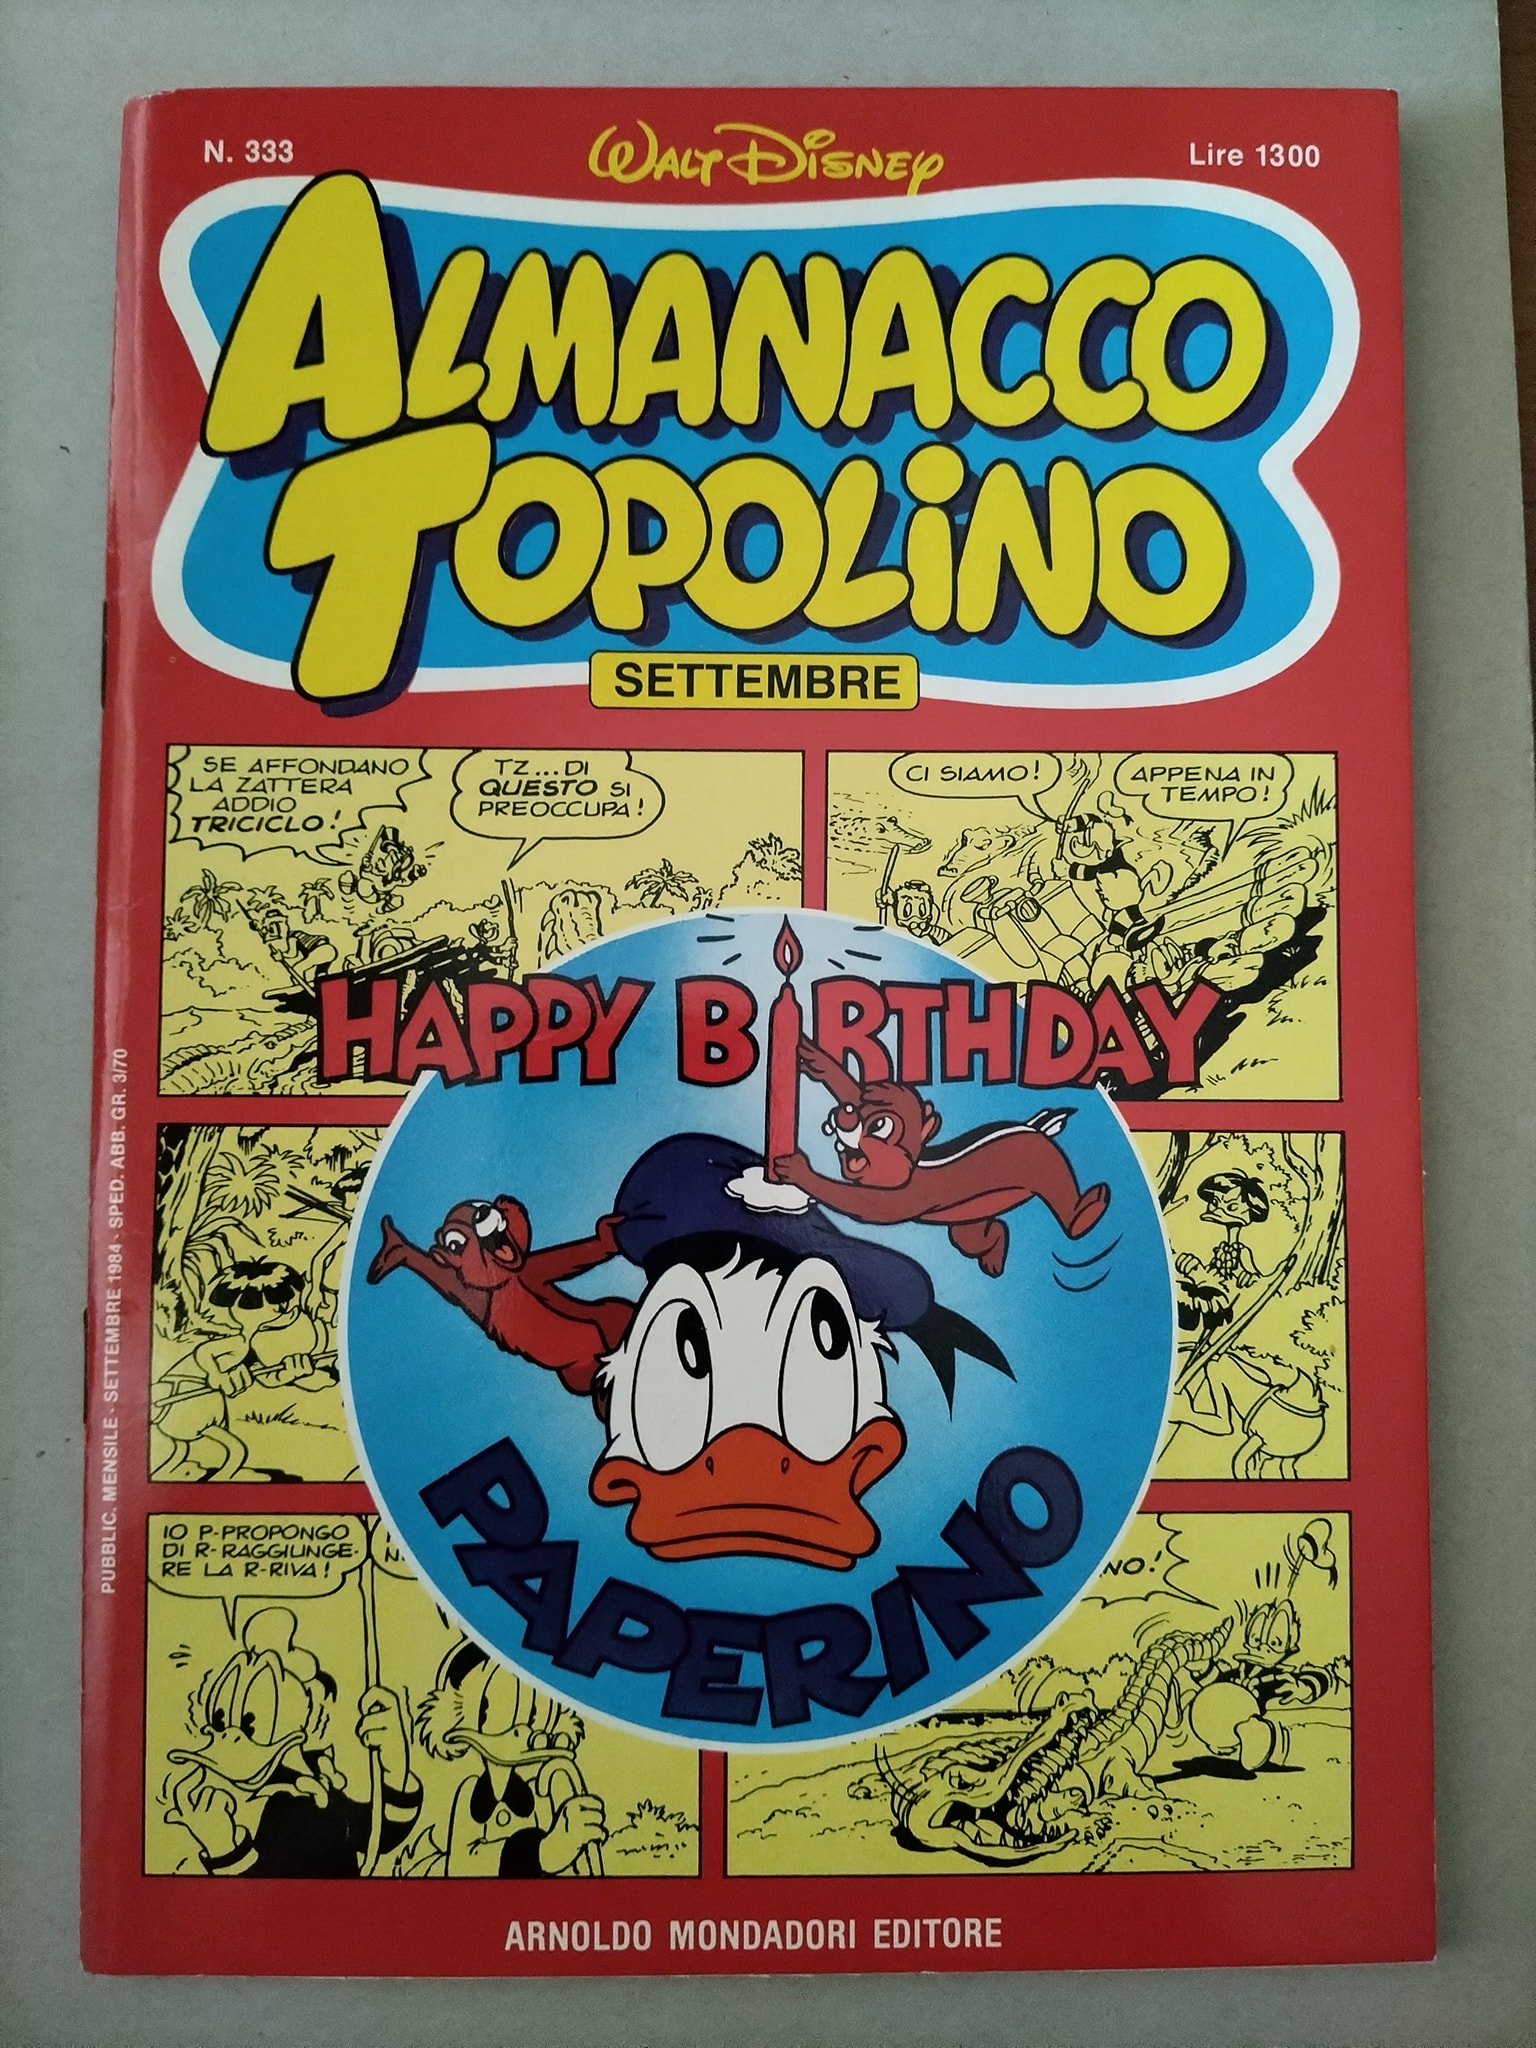 N. 333
WALT DISNEY
Lire 1300
ALMANACCO
TOPOLINO
SETTEMBRE
SE AFFONDANO
LA ZATTERA
ADDIO
TRICICLO!
TZ...DI
QUESTO SI
PREOCCUPA!
CI SIAMO!
APPENA IN
TEMPO!
HAPPY BIRTHDAY
PAPERINO
IO P-PROPONGO
DI R-RAGGIUNGE-
RE LA R-RIVA!
PUBBLIC. MENSILE - SETTEMBRE 1984 - SPED. ABB. GR. 3/70
ARNOLDO MONDADORI EDITORE